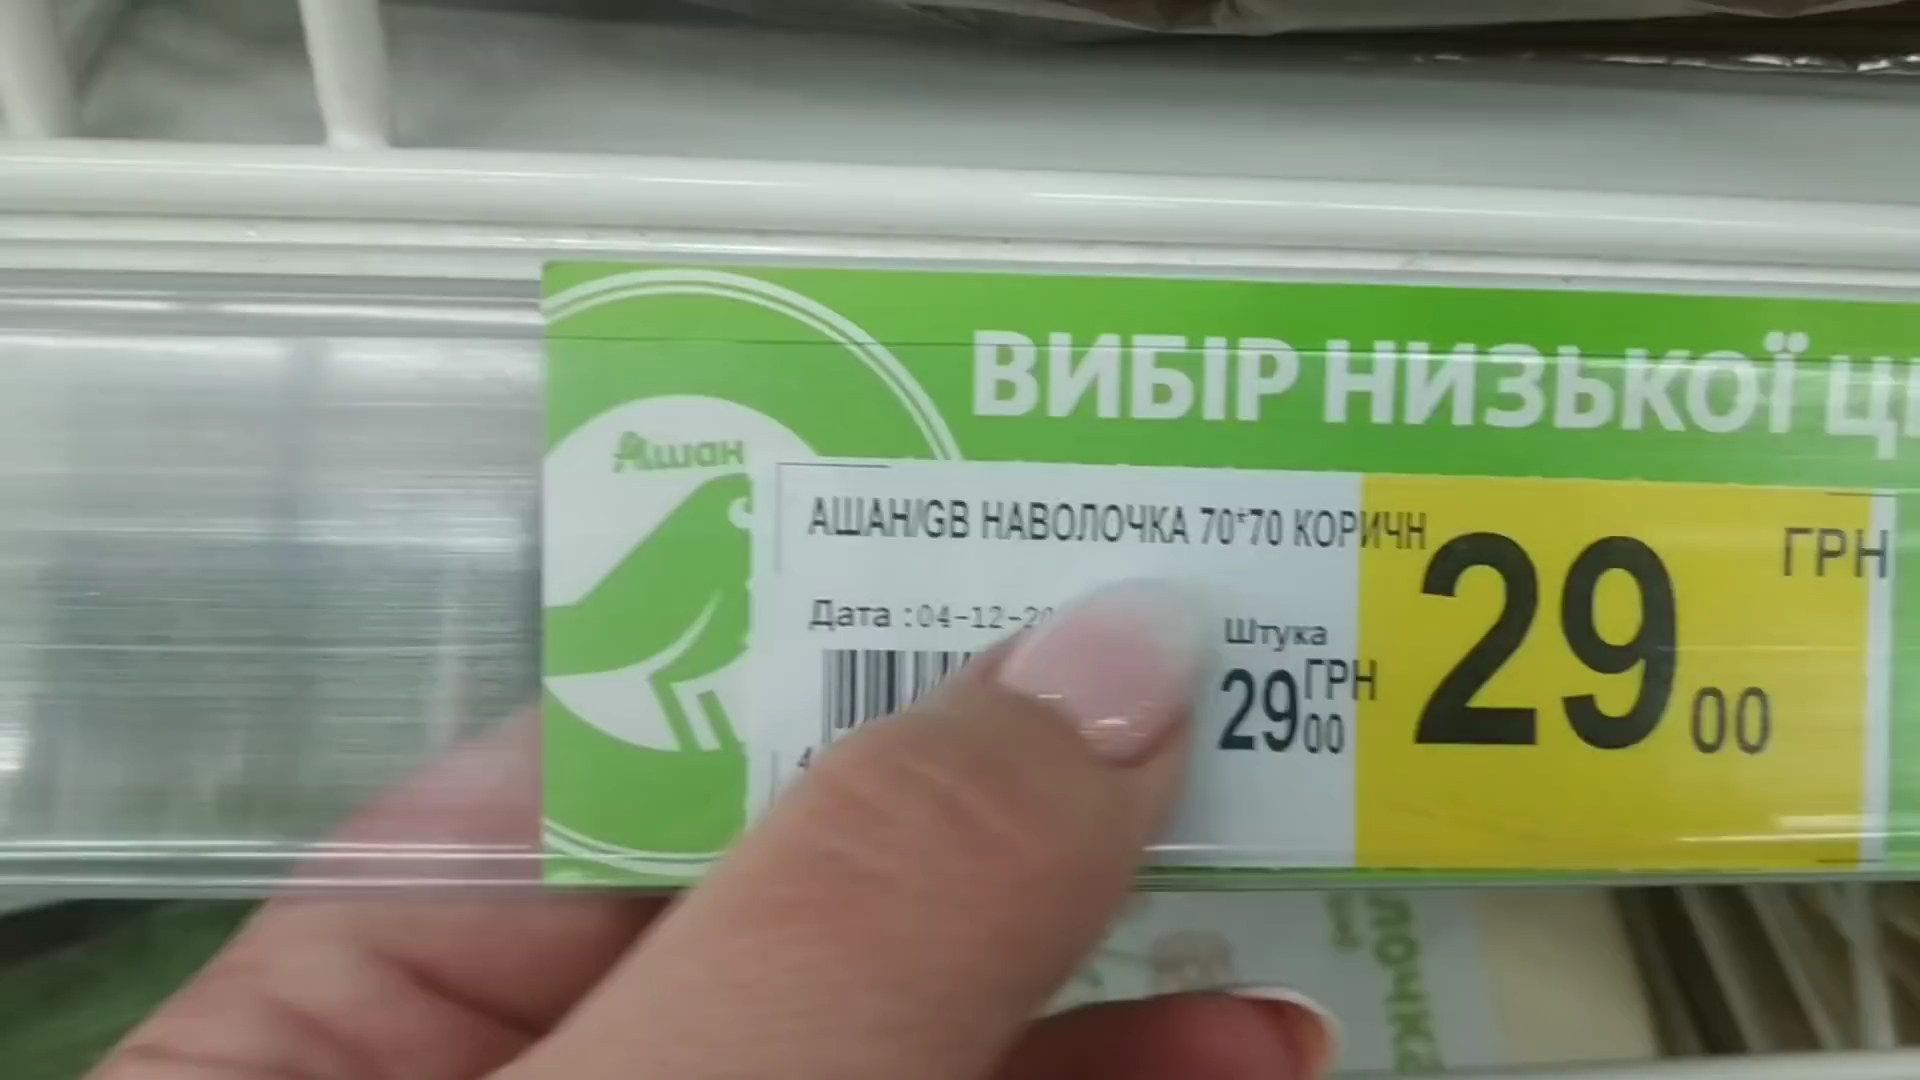 ВИБІР НИЗЬКОЇ
Ашан
АШАН/GB НАВОЛОЧКА 70*70 КОРИЧН
Дата :04-12-20
Штука
29 ГРН 00
29 00 ГРН